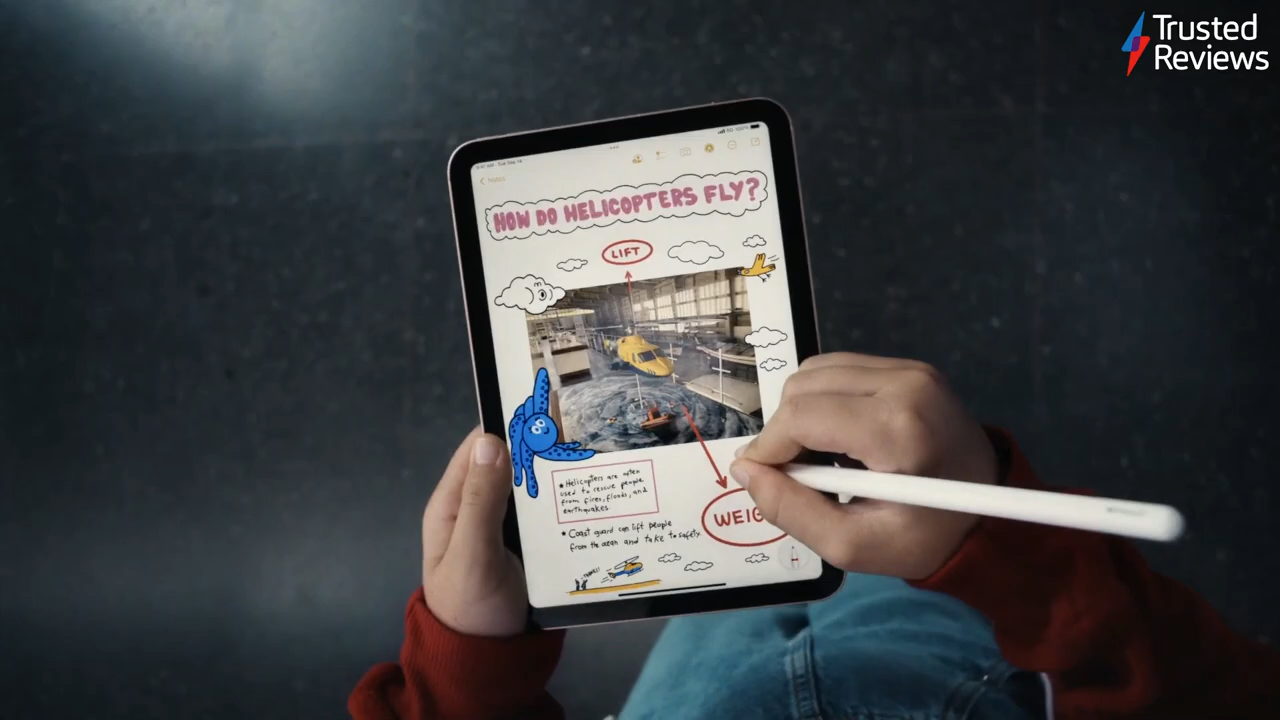 Trusted
Reviews
HOW DO HELICOPTERS FLY?
LIFT
• Helicopters are often
used to rescue people
from fires, floods, and
earthquakes.
WEIG
• Coast guard can lift people
from the ocean and take to safety.